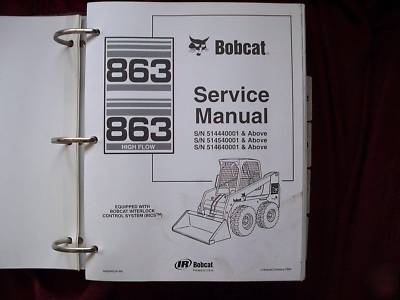 Bobcat
863
863
HIGH FLOW
Service
Manual
S/N 514440001 & Above
S/N 514540001 & Above
S/N 514640001 & Above
EQUIPPED WITH
BOBCAT INTERLOCK
CONTROL SYSTEM (BICS™)
IR Bobcat